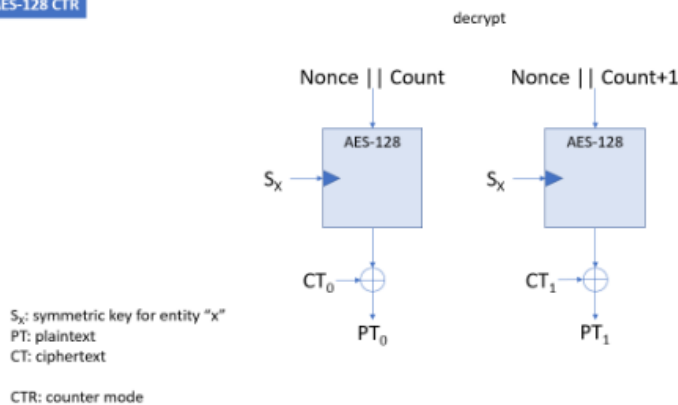 AES-128 CTR
decrypt
Nonce || Count
Nonce || Count+1
AES-128
AES-128
Sₓ
Sₓ
CT₀
CT₁
PT₀
PT₁
Sₓ: symmetric key for entity “x”
PT: plaintext
CT: ciphertext
CTR: counter mode